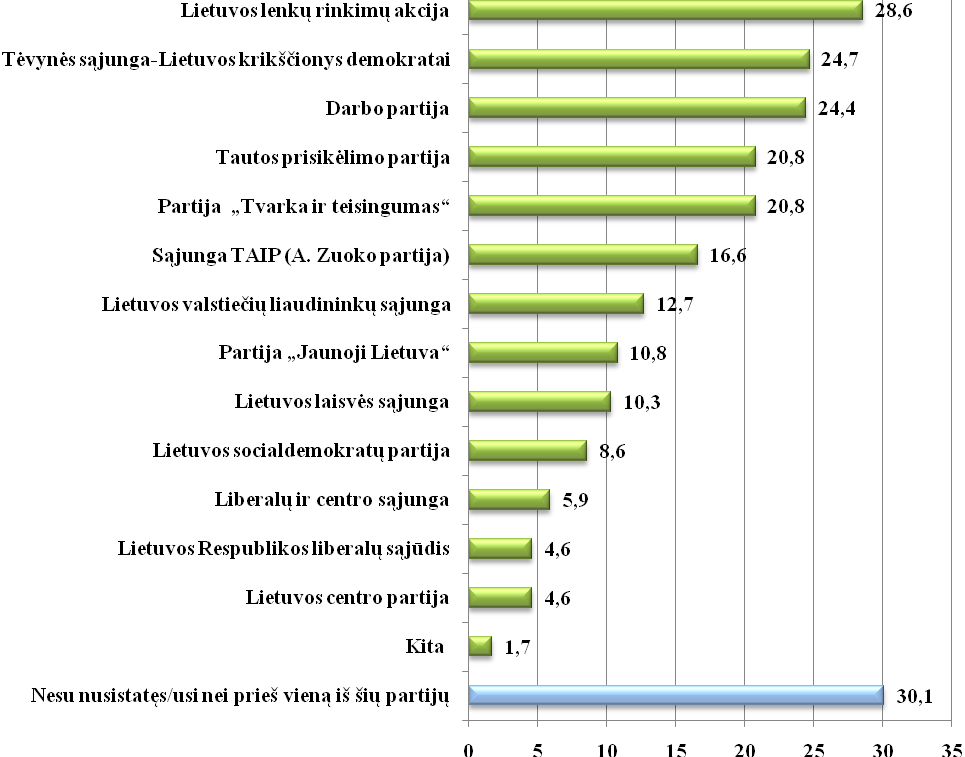 Lietuvos lenkų rinkimų akcija 28,6
Tėvynės sąjunga-Lietuvos krikščionys demokratai 24,7
Darbo partija 24,4
Tautos prisikėlimo partija 20,8
Partija „Tvarka ir teisingumas“ 20,8
Sąjunga TAIP (A. Zuoko partija) 16,6
Lietuvos valstiečių liaudininkų sąjunga 12,7
Partija „Jaunoji Lietuva“ 10,8
Lietuvos laisvės sąjunga 10,3
Lietuvos socialdemokratų partija 8,6
Liberalų ir centro sąjunga 5,9
Lietuvos Respublikos liberalų sąjūdis 4,6
Lietuvos centro partija 4,6
Kita 1,7
Nesu nusistatęs/usi nei prieš vieną iš šių partijų 30,1
0 5 10 15 20 25 30 35